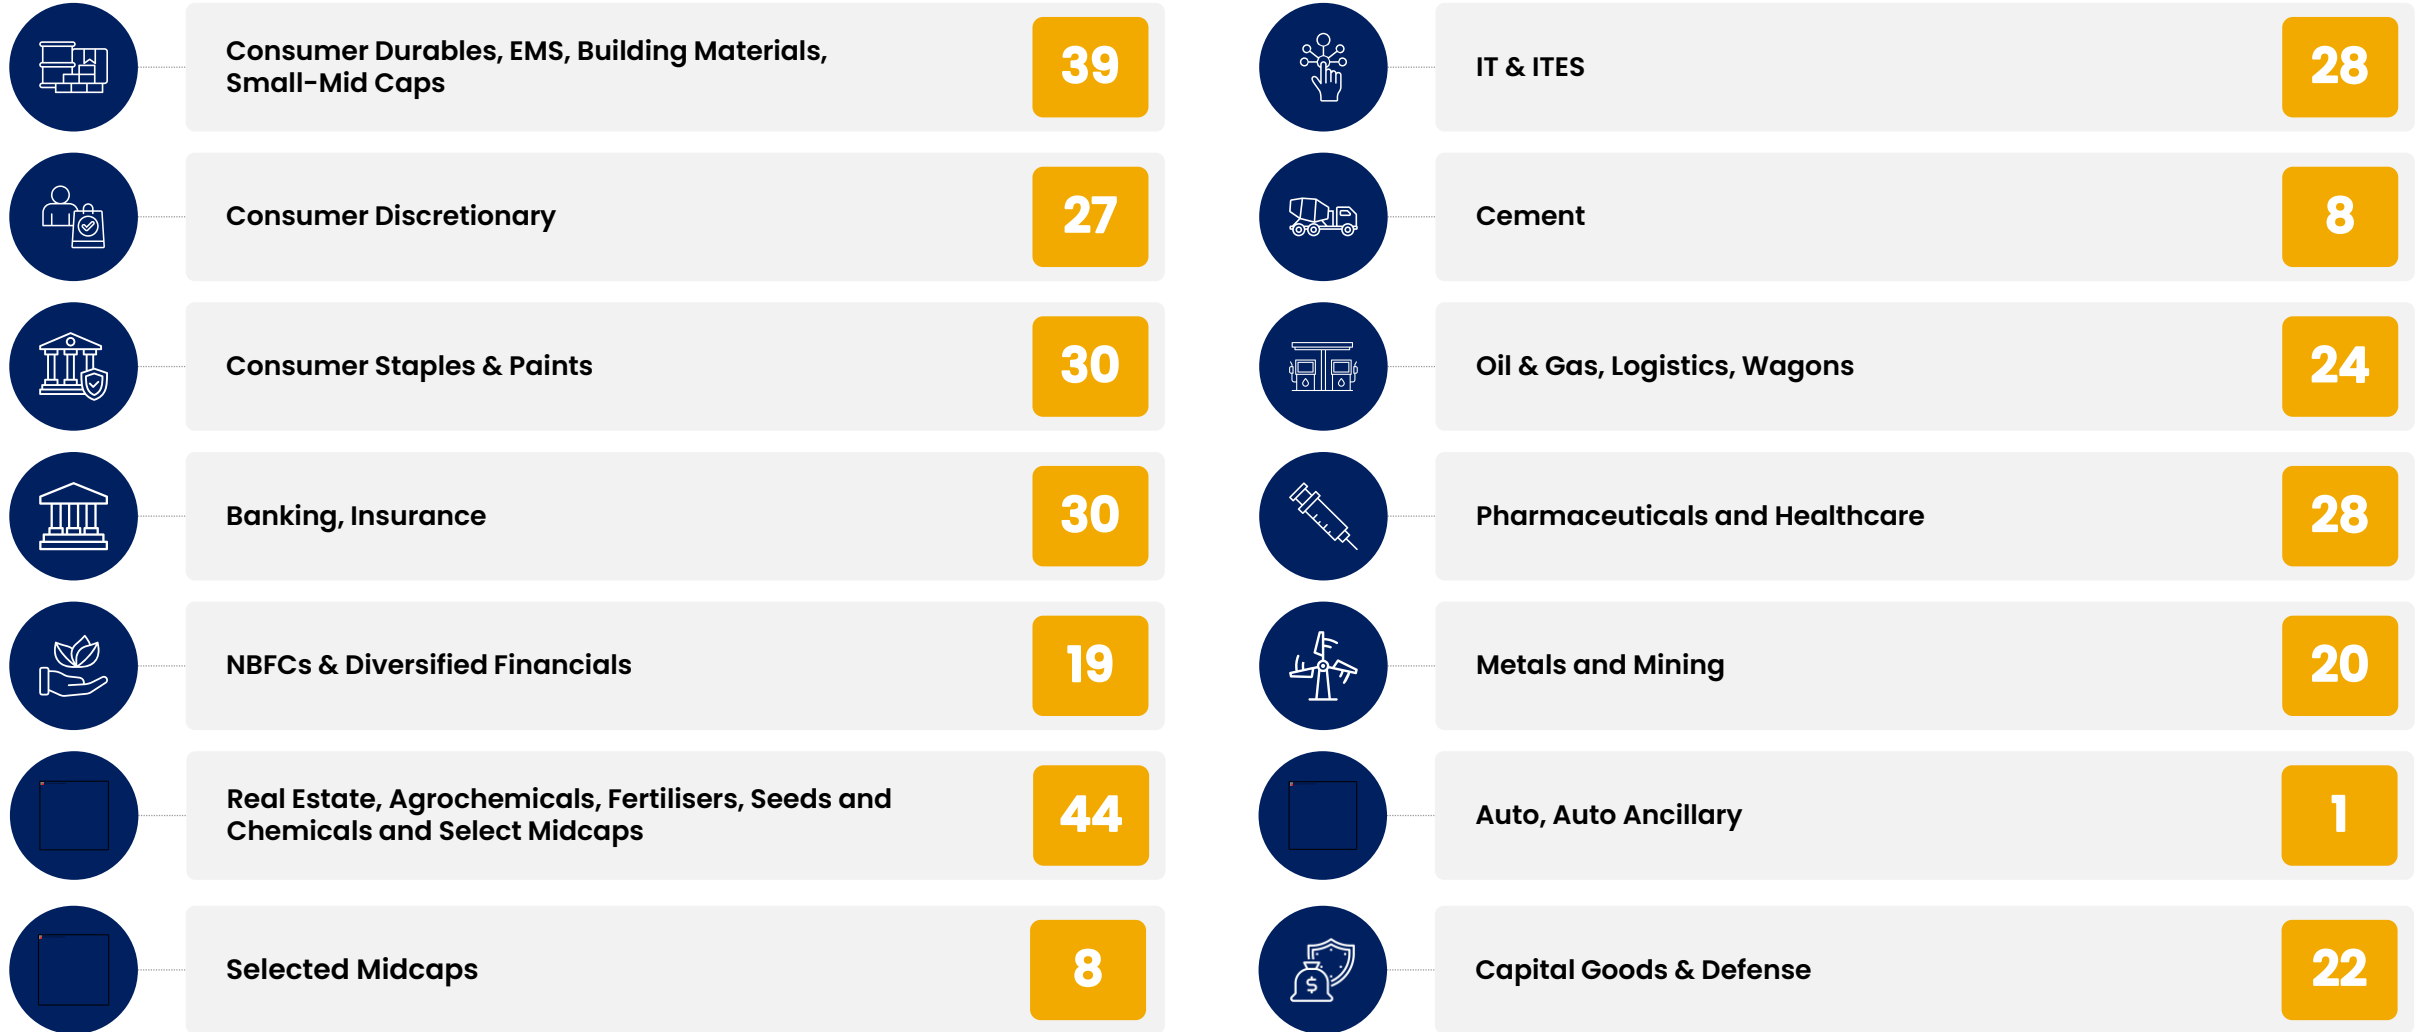 Consumer Durables, EMS, Building Materials,
Small-Mid Caps
39
Consumer Discretionary
27
Consumer Staples & Paints
30
Banking, Insurance
30
NBFCs & Diversified Financials
19
Real Estate, Agrochemicals, Fertilisers, Seeds and
Chemicals and Select Midcaps
44
Selected Midcaps
8
IT & ITES
28
Cement
8
Oil & Gas, Logistics, Wagons
24
Pharmaceuticals and Healthcare
28
Metals and Mining
20
Auto, Auto Ancillary
1
Capital Goods & Defense
22